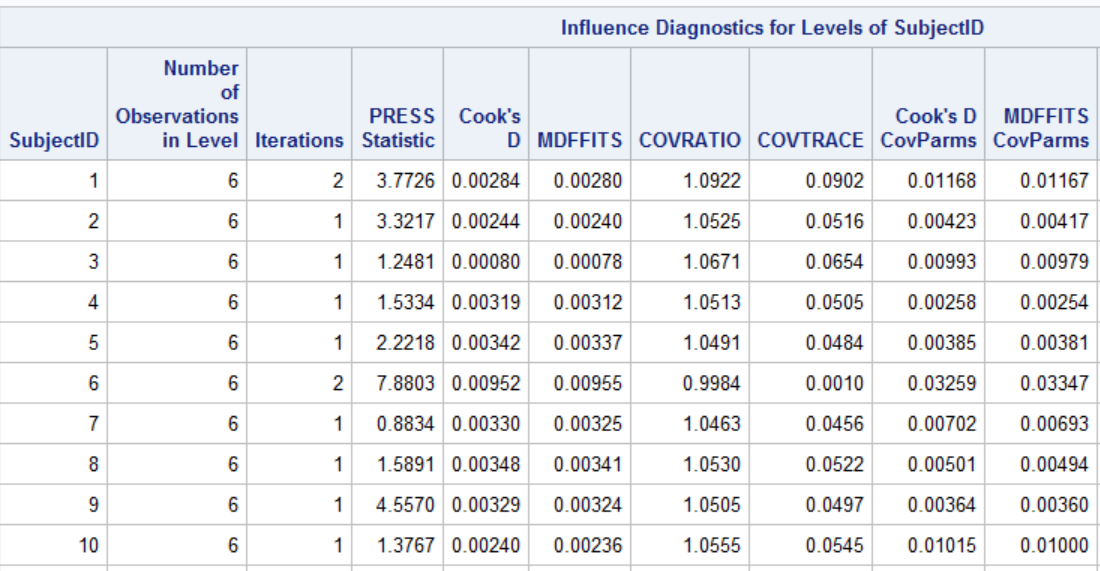 Influence Diagnostics for Levels of SubjectID
SubjectID Number of Observations in Level Iterations PRESS Statistic Cook's D MDFFITS COVRATIO COVTRACE Cook's D CovParms MDFFITS CovParms
1 6 2 3.7726 0.00284 0.00280 1.0922 0.0902 0.01168 0.01167
2 6 1 3.3217 0.00244 0.00240 1.0525 0.0516 0.00423 0.00417
3 6 1 1.2481 0.00080 0.00078 1.0671 0.0654 0.00993 0.00979
4 6 1 1.5334 0.00319 0.00312 1.0513 0.0505 0.00258 0.00254
5 6 1 2.2218 0.00342 0.00337 1.0491 0.0484 0.00385 0.00381
6 6 2 7.8803 0.00952 0.00955 0.9984 0.0010 0.03259 0.03347
7 6 1 0.8834 0.00330 0.00325 1.0463 0.0456 0.00702 0.00693
8 6 1 1.5891 0.00348 0.00341 1.0530 0.0522 0.00501 0.00494
9 6 1 4.5570 0.00329 0.00324 1.0505 0.0497 0.00364 0.00360
10 6 1 1.3767 0.00240 0.00236 1.0555 0.0545 0.01015 0.01000